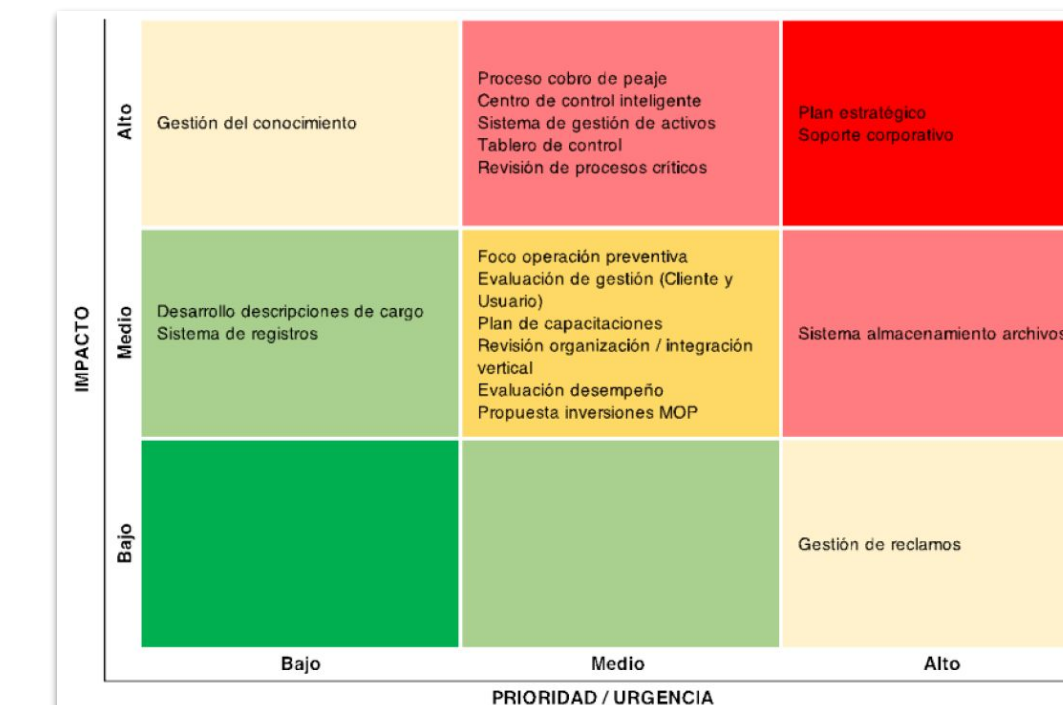 IMPACTO
Alto
Gestión del conocimiento
Proceso cobro de peaje
Centro de control inteligente
Sistema de gestión de activos
Tablero de control
Revisión de procesos críticos
Plan estratégico
Soporte corporativo
Medio
Desarrollo descripciones de cargo
Sistema de registros
Foco operación preventiva
Evaluación de gestión (Cliente y
Usuario)
Plan de capacitaciones
Revisión organización / integración
vertical
Evaluación desempeño
Propuesta inversiones MOP
Sistema almacenamiento archivos
Bajo
Gestión de reclamos
Bajo
Medio
Alto
PRIORIDAD / URGENCIA